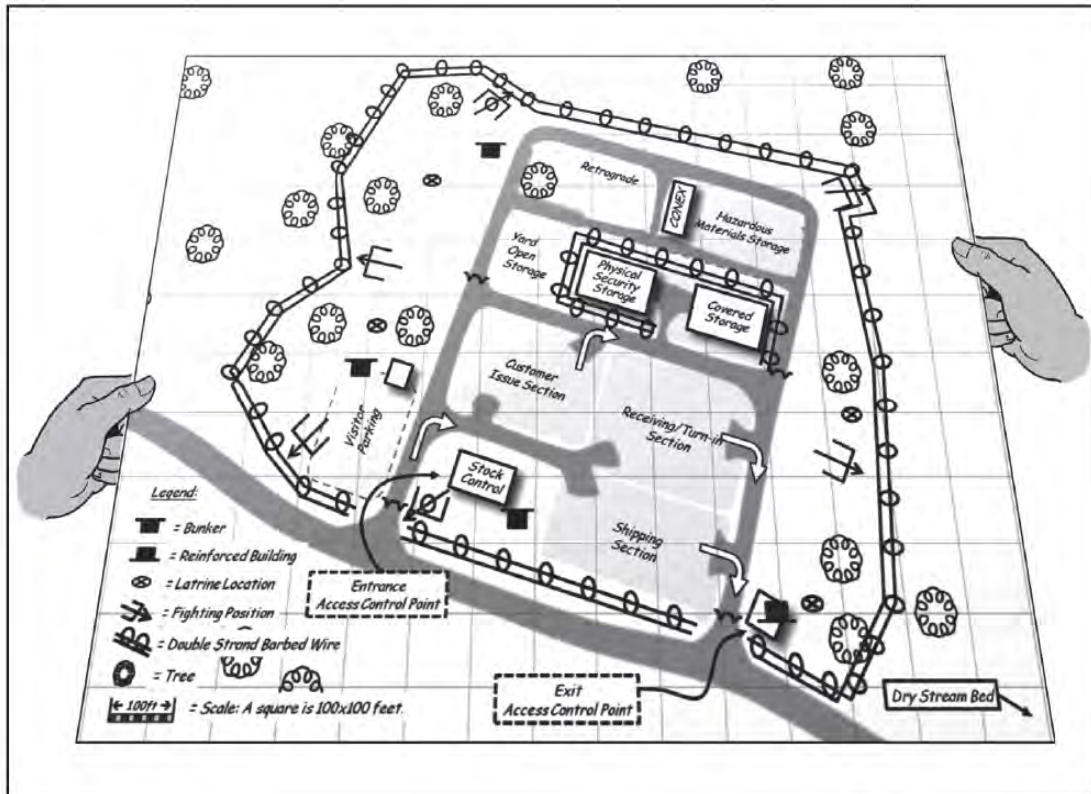 Retrograde
CONEX
Hazardous
Materials Storage
Yard
Open
Storage
Physical
Security
Storage
Covered
Storage
Customer
Issue Section
Receiving/Turn-in
Section
Visitor
Parking
Stock
Control
Shipping
Section
Entrance
Access Control Point
Exit
Access Control Point
Dry Stream Bed
Legend:
= Bunker
= Reinforced Building
= Latrine Location
= Fighting Position
= Double Strand Barbed Wire
= Tree
100ft
= Scale: A square is 100x100 feet.